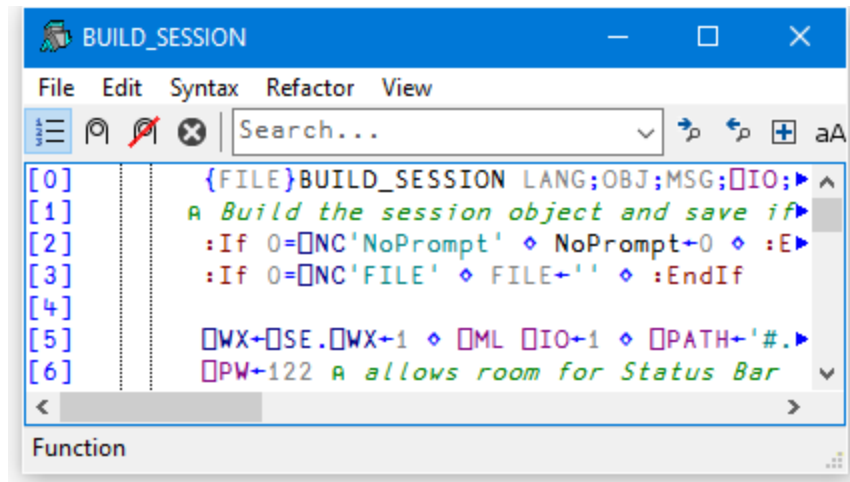 BUILD_SESSION
File Edit Syntax Refactor View
Search... aA
[0] {FILE}BUILD_SESSION LANG;OBJ;MSG;⎕IO;
[1] ⍝ Build the session object and save if
[2] :If 0=⎕NC'NoPrompt' ⋄ NoPrompt←0 ⋄ :E
[3] :If 0=⎕NC'FILE' ⋄ FILE←'' ⋄ :EndIf
[4]
[5] ⎕WX←⎕SE.⎕WX←1 ⋄ ⎕ML ⎕IO←1 ⋄ ⎕PATH←'#.
[6] ⎕PW←122 ⍝ allows room for Status Bar
Function